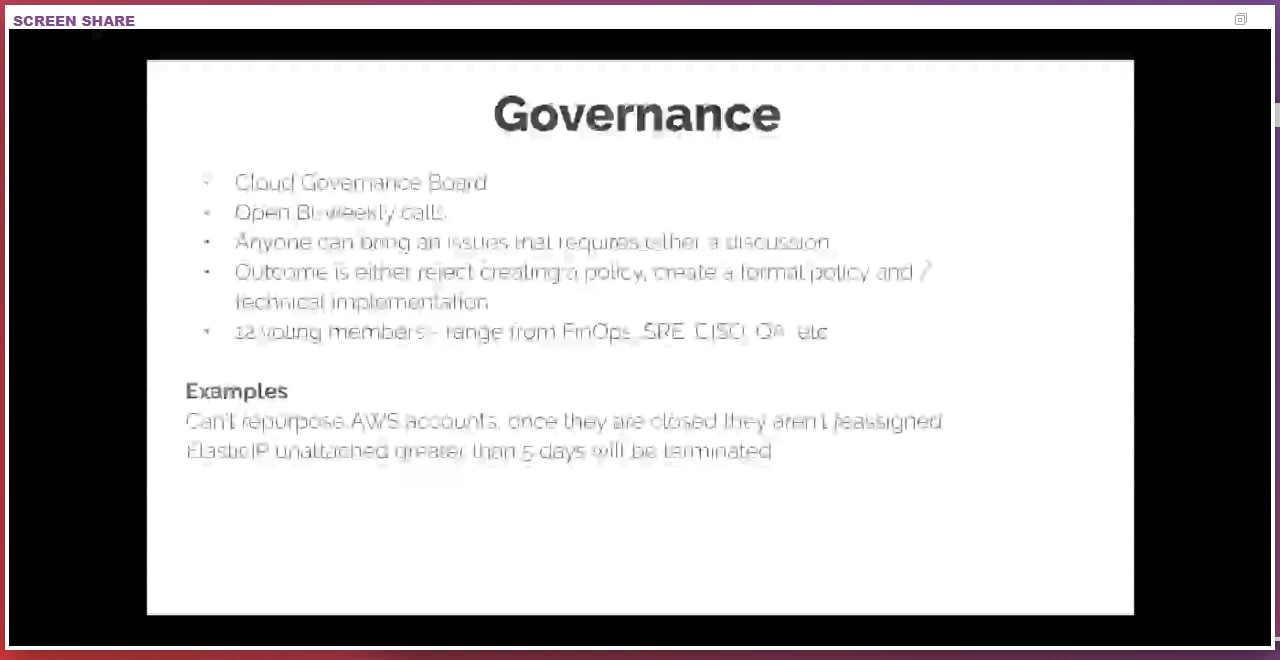 SCREEN SHARE
Governance
• Cloud Governance Board
• Open Bi-weekly calls
• Anyone can bring an issues that requires either a discussion
• Outcome is either reject creating a policy, create a formal policy and /
technical implementation
• 12 voting members - range from FinOps, SRE, CISO, QA, etc
Examples
Can't repurpose AWS accounts, once they are closed they aren't reassigned
Elastic IP unattached greater than 5 days will be terminated